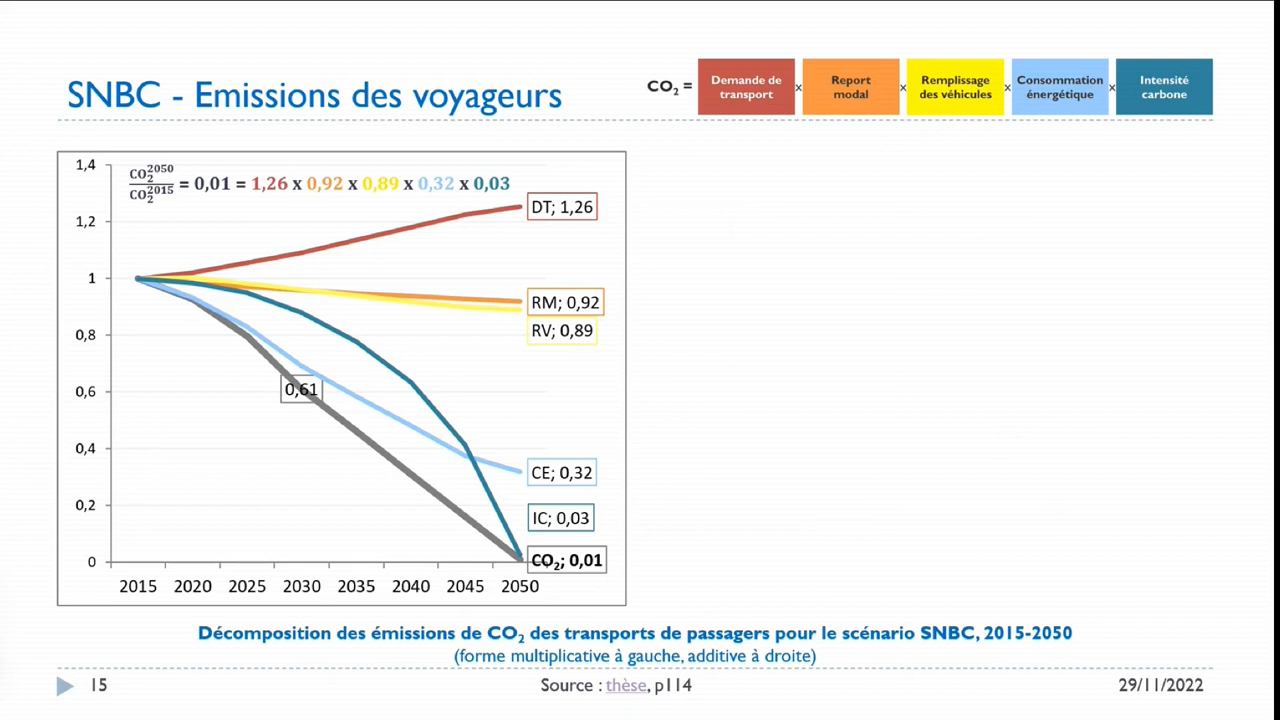 SNBC - Emissions des voyageurs
CO2 =
Demande de
transport
x
Report
modal
x
Remplissage
des véhicules
x
Consommation
énergétique
x
Intensité
carbone
1,4
1,2
1
0,8
0,6
0,4
0,2
0
CO2^2050
CO2^2015
= 0,01 = 1,26 x 0,92 x 0,89 x 0,32 x 0,03
DT; 1,26
RM; 0,92
RV; 0,89
0,61
CE; 0,32
IC; 0,03
CO2; 0,01
2015 2020 2025 2030 2035 2040 2045 2050
Décomposition des émissions de CO2 des transports de passagers pour le scénario SNBC, 2015-2050
(forme multiplicative à gauche, additive à droite)
15
Source : thèse, p114
29/11/2022